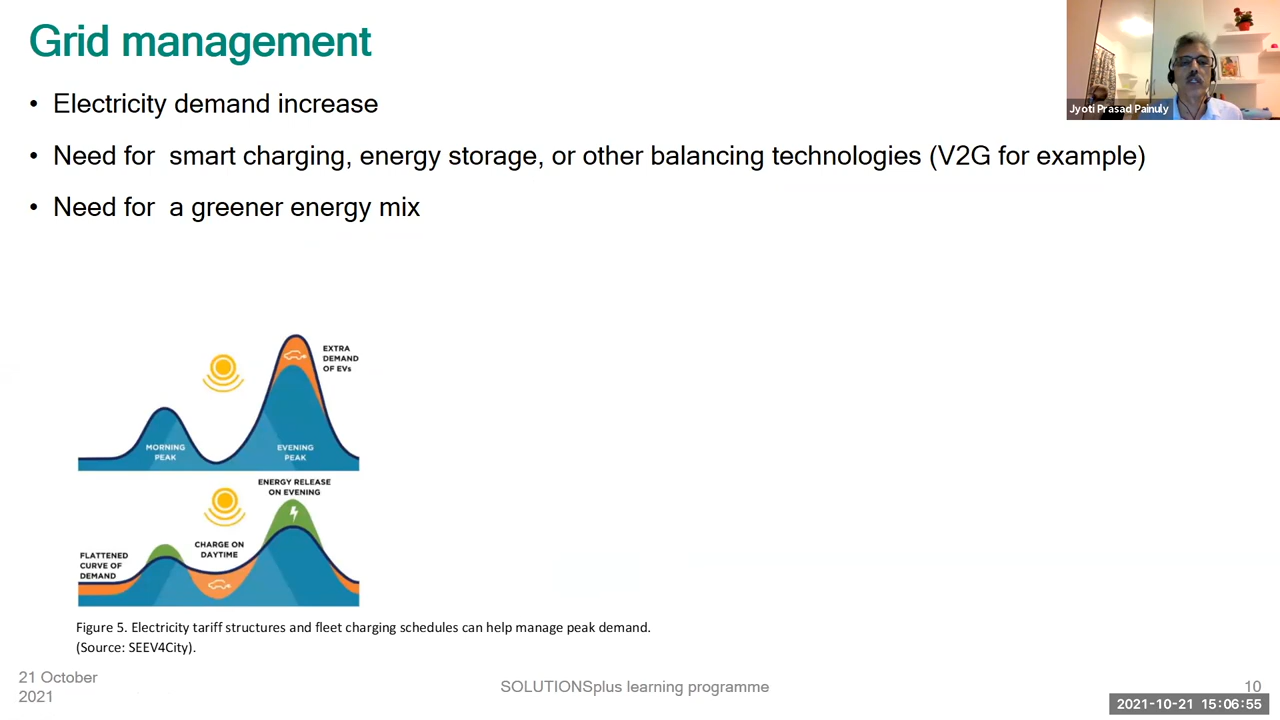 Grid management
Jyoti Prasad Painuly
• Electricity demand increase
• Need for smart charging, energy storage, or other balancing technologies (V2G for example)
• Need for a greener energy mix
EXTRA
DEMAND
OF EVs
MORNING
PEAK
EVENING
PEAK
ENERGY RELEASE
ON EVENING
CHARGE ON
DAYTIME
FLATTENED
CURVE OF
DEMAND
Figure 5. Electricity tariff structures and fleet charging schedules can help manage peak demand.
(Source: SEEV4City).
21 October
2021
SOLUTIONSplus learning programme
10
2021-10-21 15:06:55